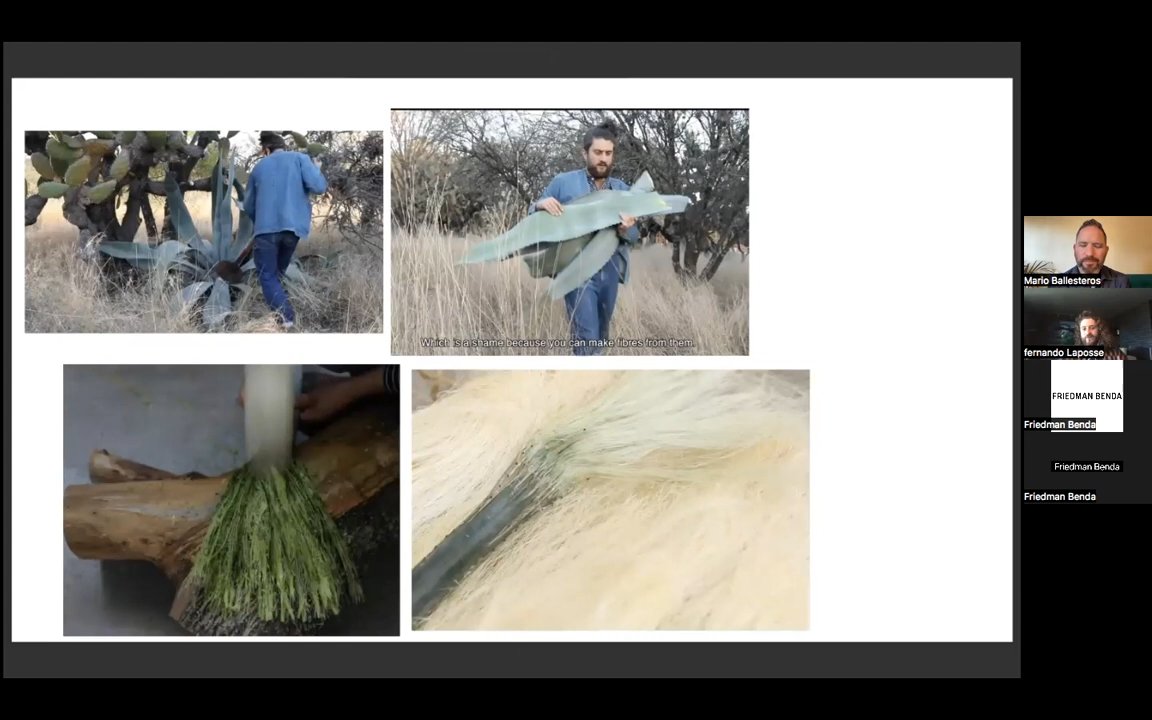 Which is a shame because you can make fibres from them
Mario Ballesteros
fernando Laposse
FRIEDMAN BENDA
Friedman Benda
Friedman Benda
Friedman Benda